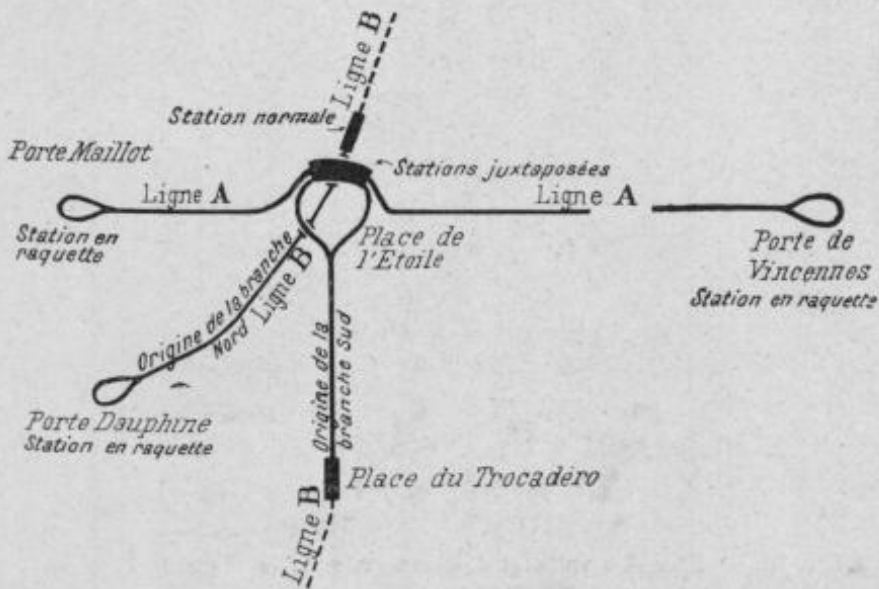 Ligne B
Station normale
Porte Maillot
Stations juxtaposées
Ligne A
Ligne A
Station en
raquette
Place de
l'Etoile
Porte de
Vincennes
Station en raquette
Origine de la branche
Nord Ligne B
Origine de la
branche Sud
Porte Dauphine
Station en raquette
Place du Trocadéro
Ligne B